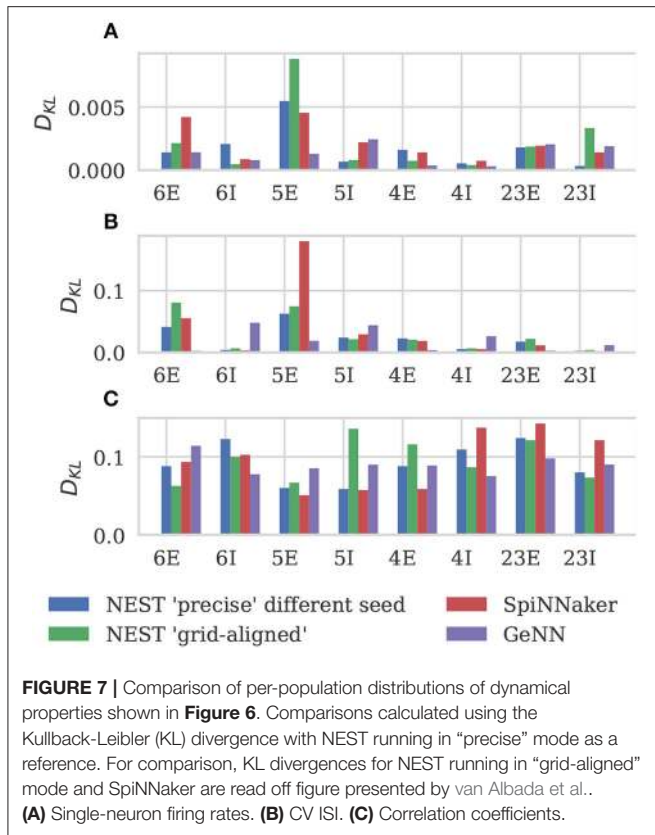 A
D_KL
0.005
0.000
6E 6I 5E 5I 4E 4I 23E 23I
B
D_KL
0.1
0.0
6E 6I 5E 5I 4E 4I 23E 23I
C
D_KL
0.1
0.0
6E 6I 5E 5I 4E 4I 23E 23I
NEST 'precise' different seed
NEST 'grid-aligned'
SpiNNaker
GeNN
FIGURE 7 | Comparison of per-population distributions of dynamical
properties shown in Figure 6. Comparisons calculated using the
Kullback-Leibler (KL) divergence with NEST running in “precise” mode as a
reference. For comparison, KL divergences for NEST running in “grid-aligned”
mode and SpiNNaker are read off figure presented by van Albada et al..
(A) Single-neuron firing rates. (B) CV ISI. (C) Correlation coefficients.